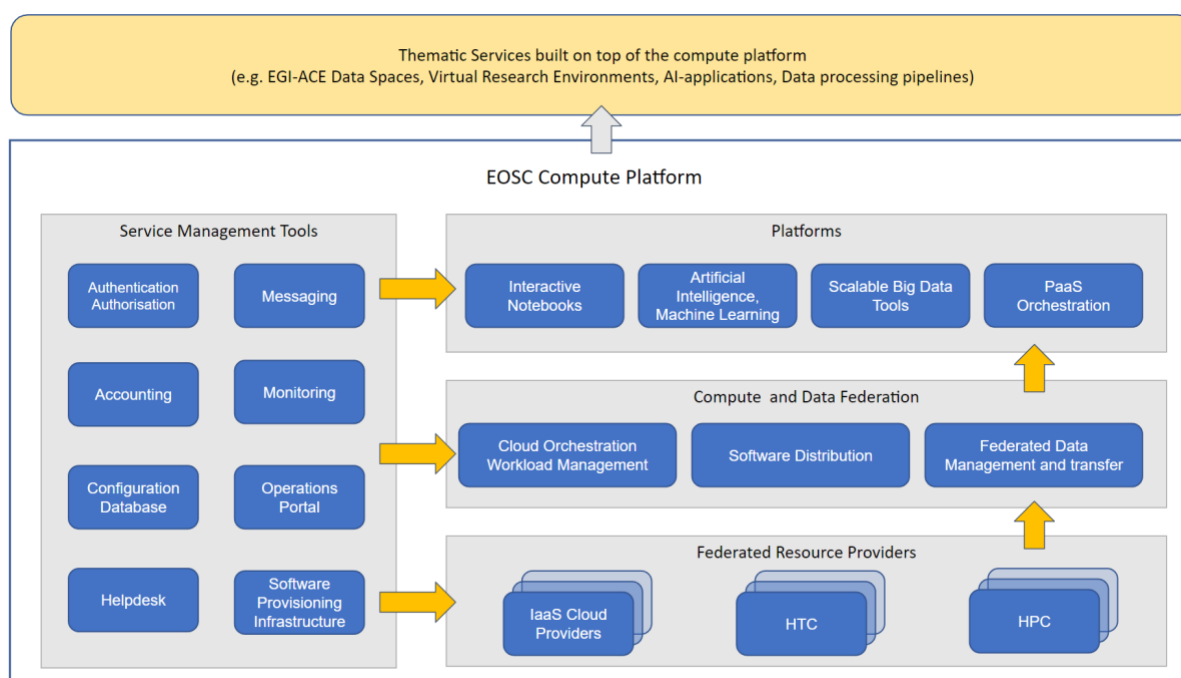 Thematic Services built on top of the compute platform
(e.g. EGI-ACE Data Spaces, Virtual Research Environments, AI-applications, Data processing pipelines)
EOSC Compute Platform
Service Management Tools
Authentication
Authorisation
Messaging
Accounting
Monitoring
Configuration
Database
Operations
Portal
Helpdesk
Software
Provisioning
Infrastructure
Platforms
Interactive
Notebooks
Artificial
Intelligence,
Machine Learning
Scalable Big Data
Tools
PaaS
Orchestration
Compute and Data Federation
Cloud Orchestration
Workload Management
Software Distribution
Federated Data
Management and transfer
Federated Resource Providers
IaaS Cloud
Providers
HTC
HPC